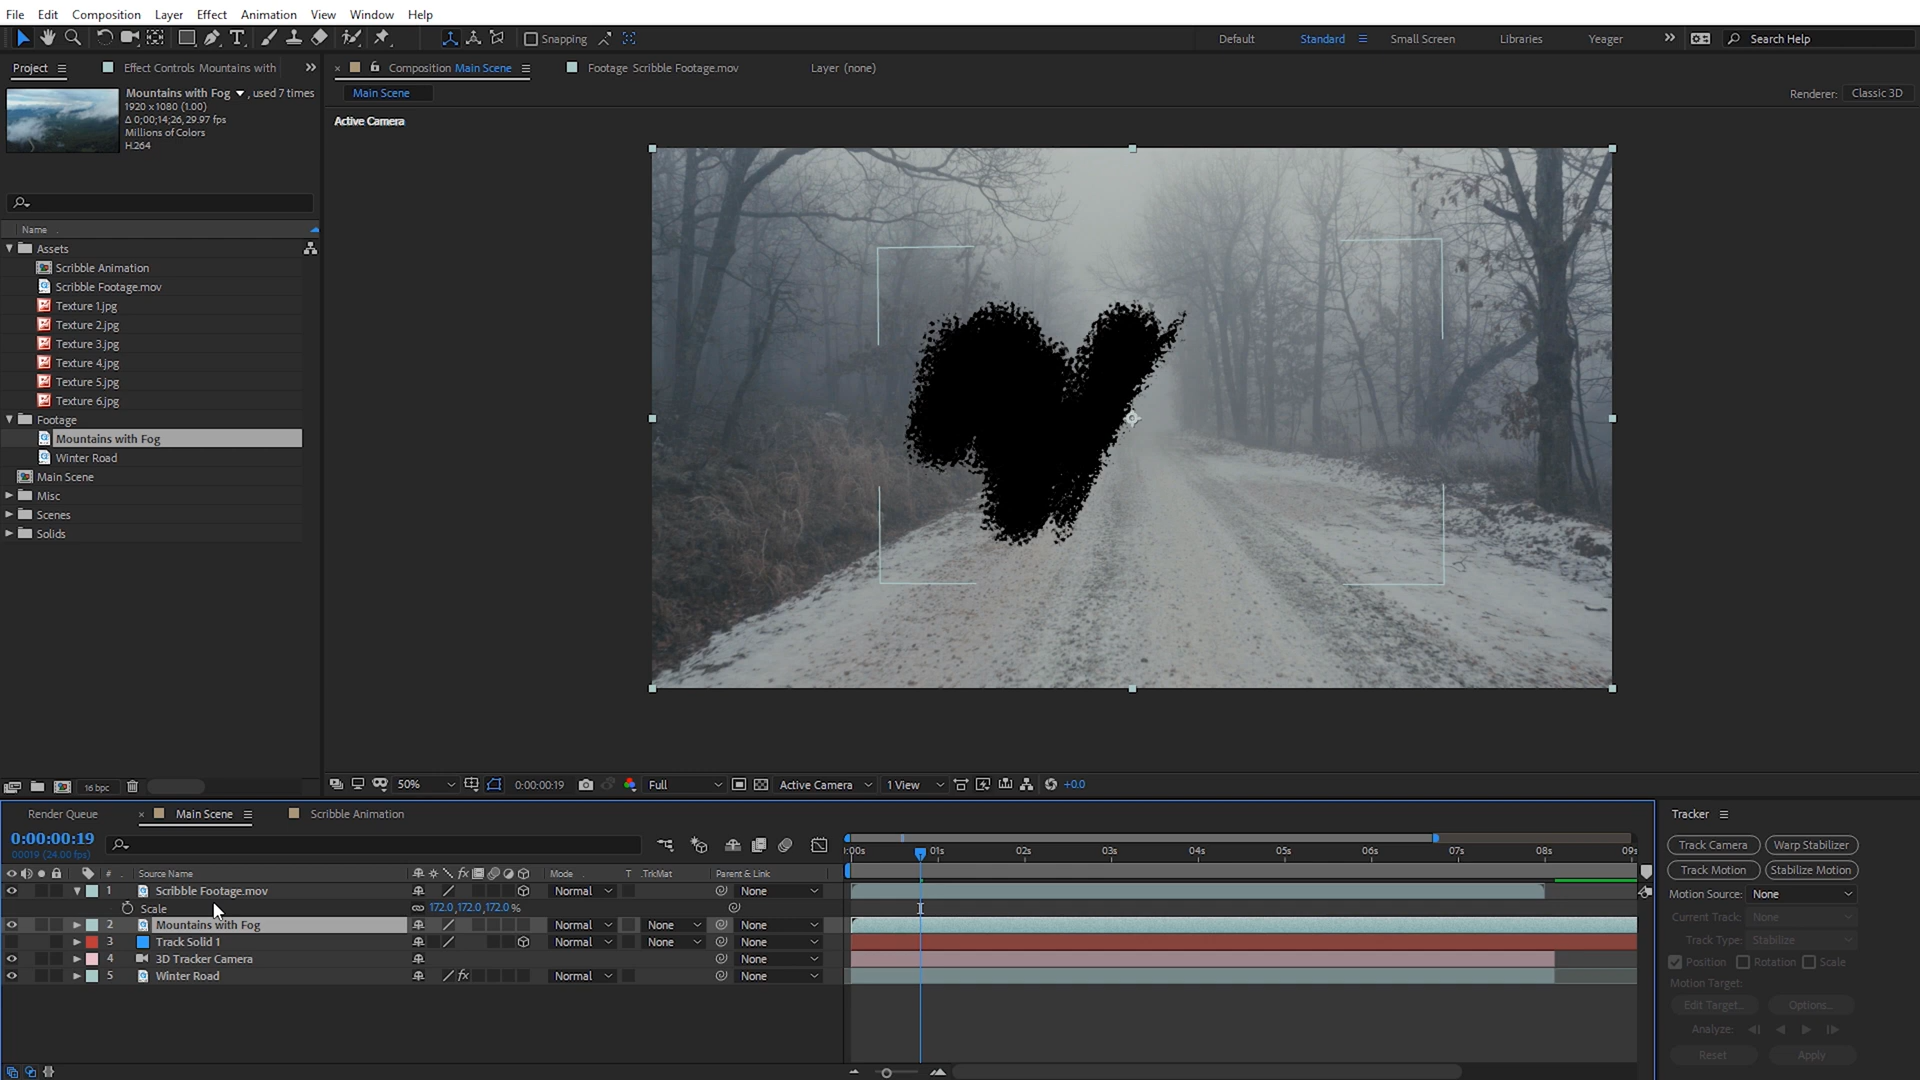 File Edit Composition Layer Effect Animation View Window Help
Snapping
Default Standard Small Screen Libraries Yeager Search Help
Project Effect Controls Mountains with
Composition Main Scene Footage Scribble Footage.mov Layer (none)
Main Scene
Renderer: Classic 3D
Mountains with Fog , used 7 times
1920 x 1080 (1.00)
Δ 0;00;14;26, 29.97 fps
Millions of Colors
H.264
Active Camera
Name
Assets
Scribble Animation
Scribble Footage.mov
Texture 1.jpg
Texture 2.jpg
Texture 3.jpg
Texture 4.jpg
Texture 5.jpg
Texture 6.jpg
Footage
Mountains with Fog
Winter Road
Main Scene
Misc
Scenes
Solids
16 bpc
50% 0:00:00:19 Full Active Camera 1 View +0.0
Render Queue Main Scene Scribble Animation
0:00:00:19
00019 (24.00 fps)
:00s 01s 02s 03s 04s 05s 06s 07s 08s 09s
# Source Name fx Mode T .TrkMat Parent & Link
1 Scribble Footage.mov Normal None
Scale 172.0,172.0,172.0%
2 Mountains with Fog Normal None None
3 Track Solid 1 Normal None None
4 3D Tracker Camera None
5 Winter Road fx Normal None
Tracker
Track Camera Warp Stabilizer
Track Motion Stabilize Motion
Motion Source: None
Current Track: None
Track Type: Stabilize
Position Rotation Scale
Motion Target:
Edit Target... Options...
Analyze:
Reset Apply